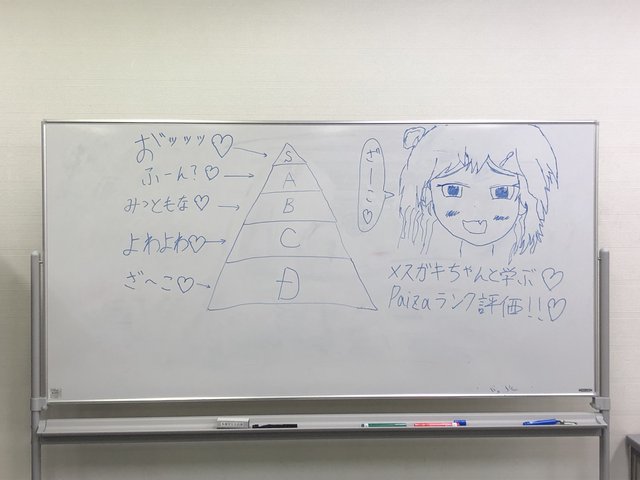 お゛ッッッ♡
S
ふーん?♡
A
みっともな♡
B
よわよわ♡
C
ざ〜こ♡
D
ざーこ♡
メスガキちゃんと学ぶ♡
Paizaランク評価!!♡